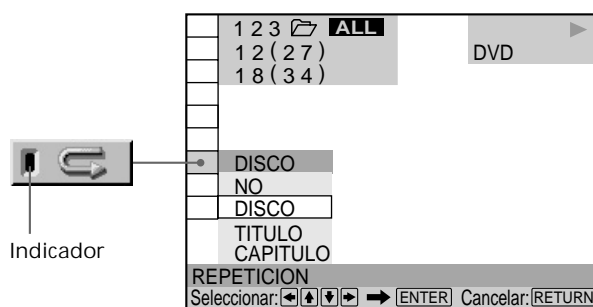 1 2 3 ALL
1 2 ( 2 7 ) DVD
1 8 ( 3 4 )
DISCO
NO
DISCO
TITULO
CAPITULO
Indicador
REPETICION
Seleccionar: ENTER Cancelar: RETURN